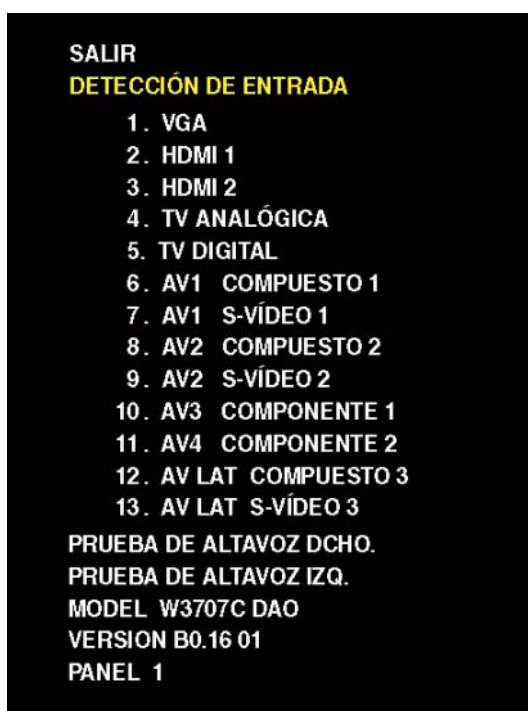 SALIR
DETECCIÓN DE ENTRADA
1. VGA
2. HDMI 1
3. HDMI 2
4. TV ANALÓGICA
5. TV DIGITAL
6. AV1 COMPUESTO 1
7. AV1 S-VÍDEO 1
8. AV2 COMPUESTO 2
9. AV2 S-VÍDEO 2
10. AV3 COMPONENTE 1
11. AV4 COMPONENTE 2
12. AV LAT COMPUESTO 3
13. AV LAT S-VÍDEO 3
PRUEBA DE ALTAVOZ DCHO.
PRUEBA DE ALTAVOZ IZQ.
MODEL W3707C DAO
VERSION B0.16 01
PANEL 1